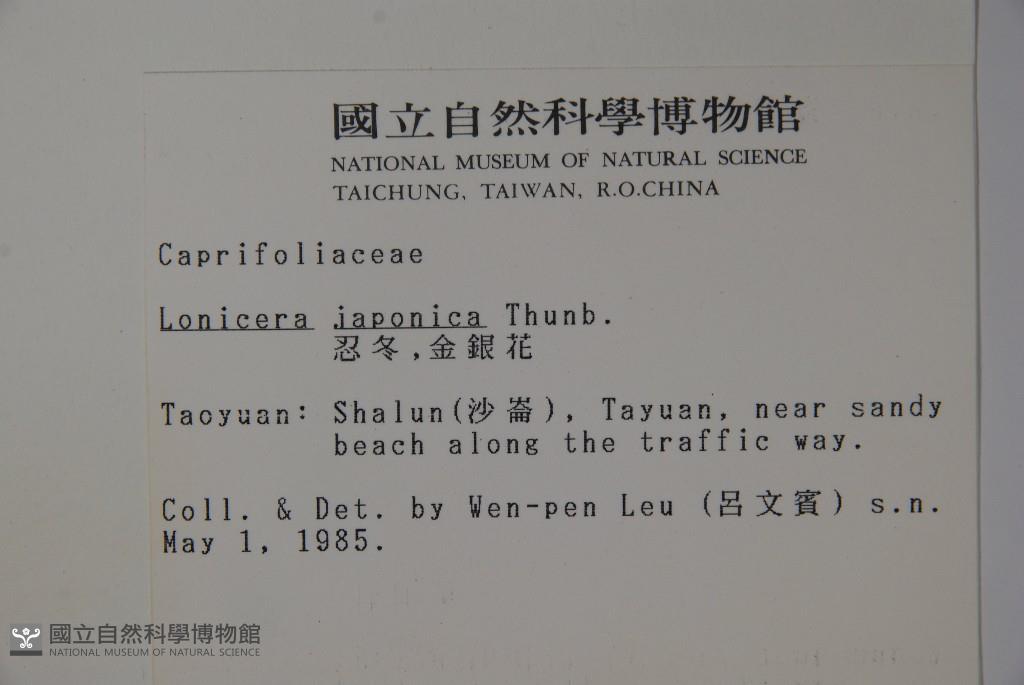 國立自然科學博物館
NATIONAL MUSEUM OF NATURAL SCIENCE
TAICHUNG, TAIWAN, R.O.CHINA
Caprifoliaceae
Lonicera japonica Thunb.
忍冬,金銀花
Taoyuan: Shalun(沙崙), Tayuan, near sandy
beach along the traffic way.
Coll. & Det. by Wen-pen Leu (呂文賓) s.n.
May 1, 1985.
國立自然科學博物館
NATIONAL MUSEUM OF NATURAL SCIENCE